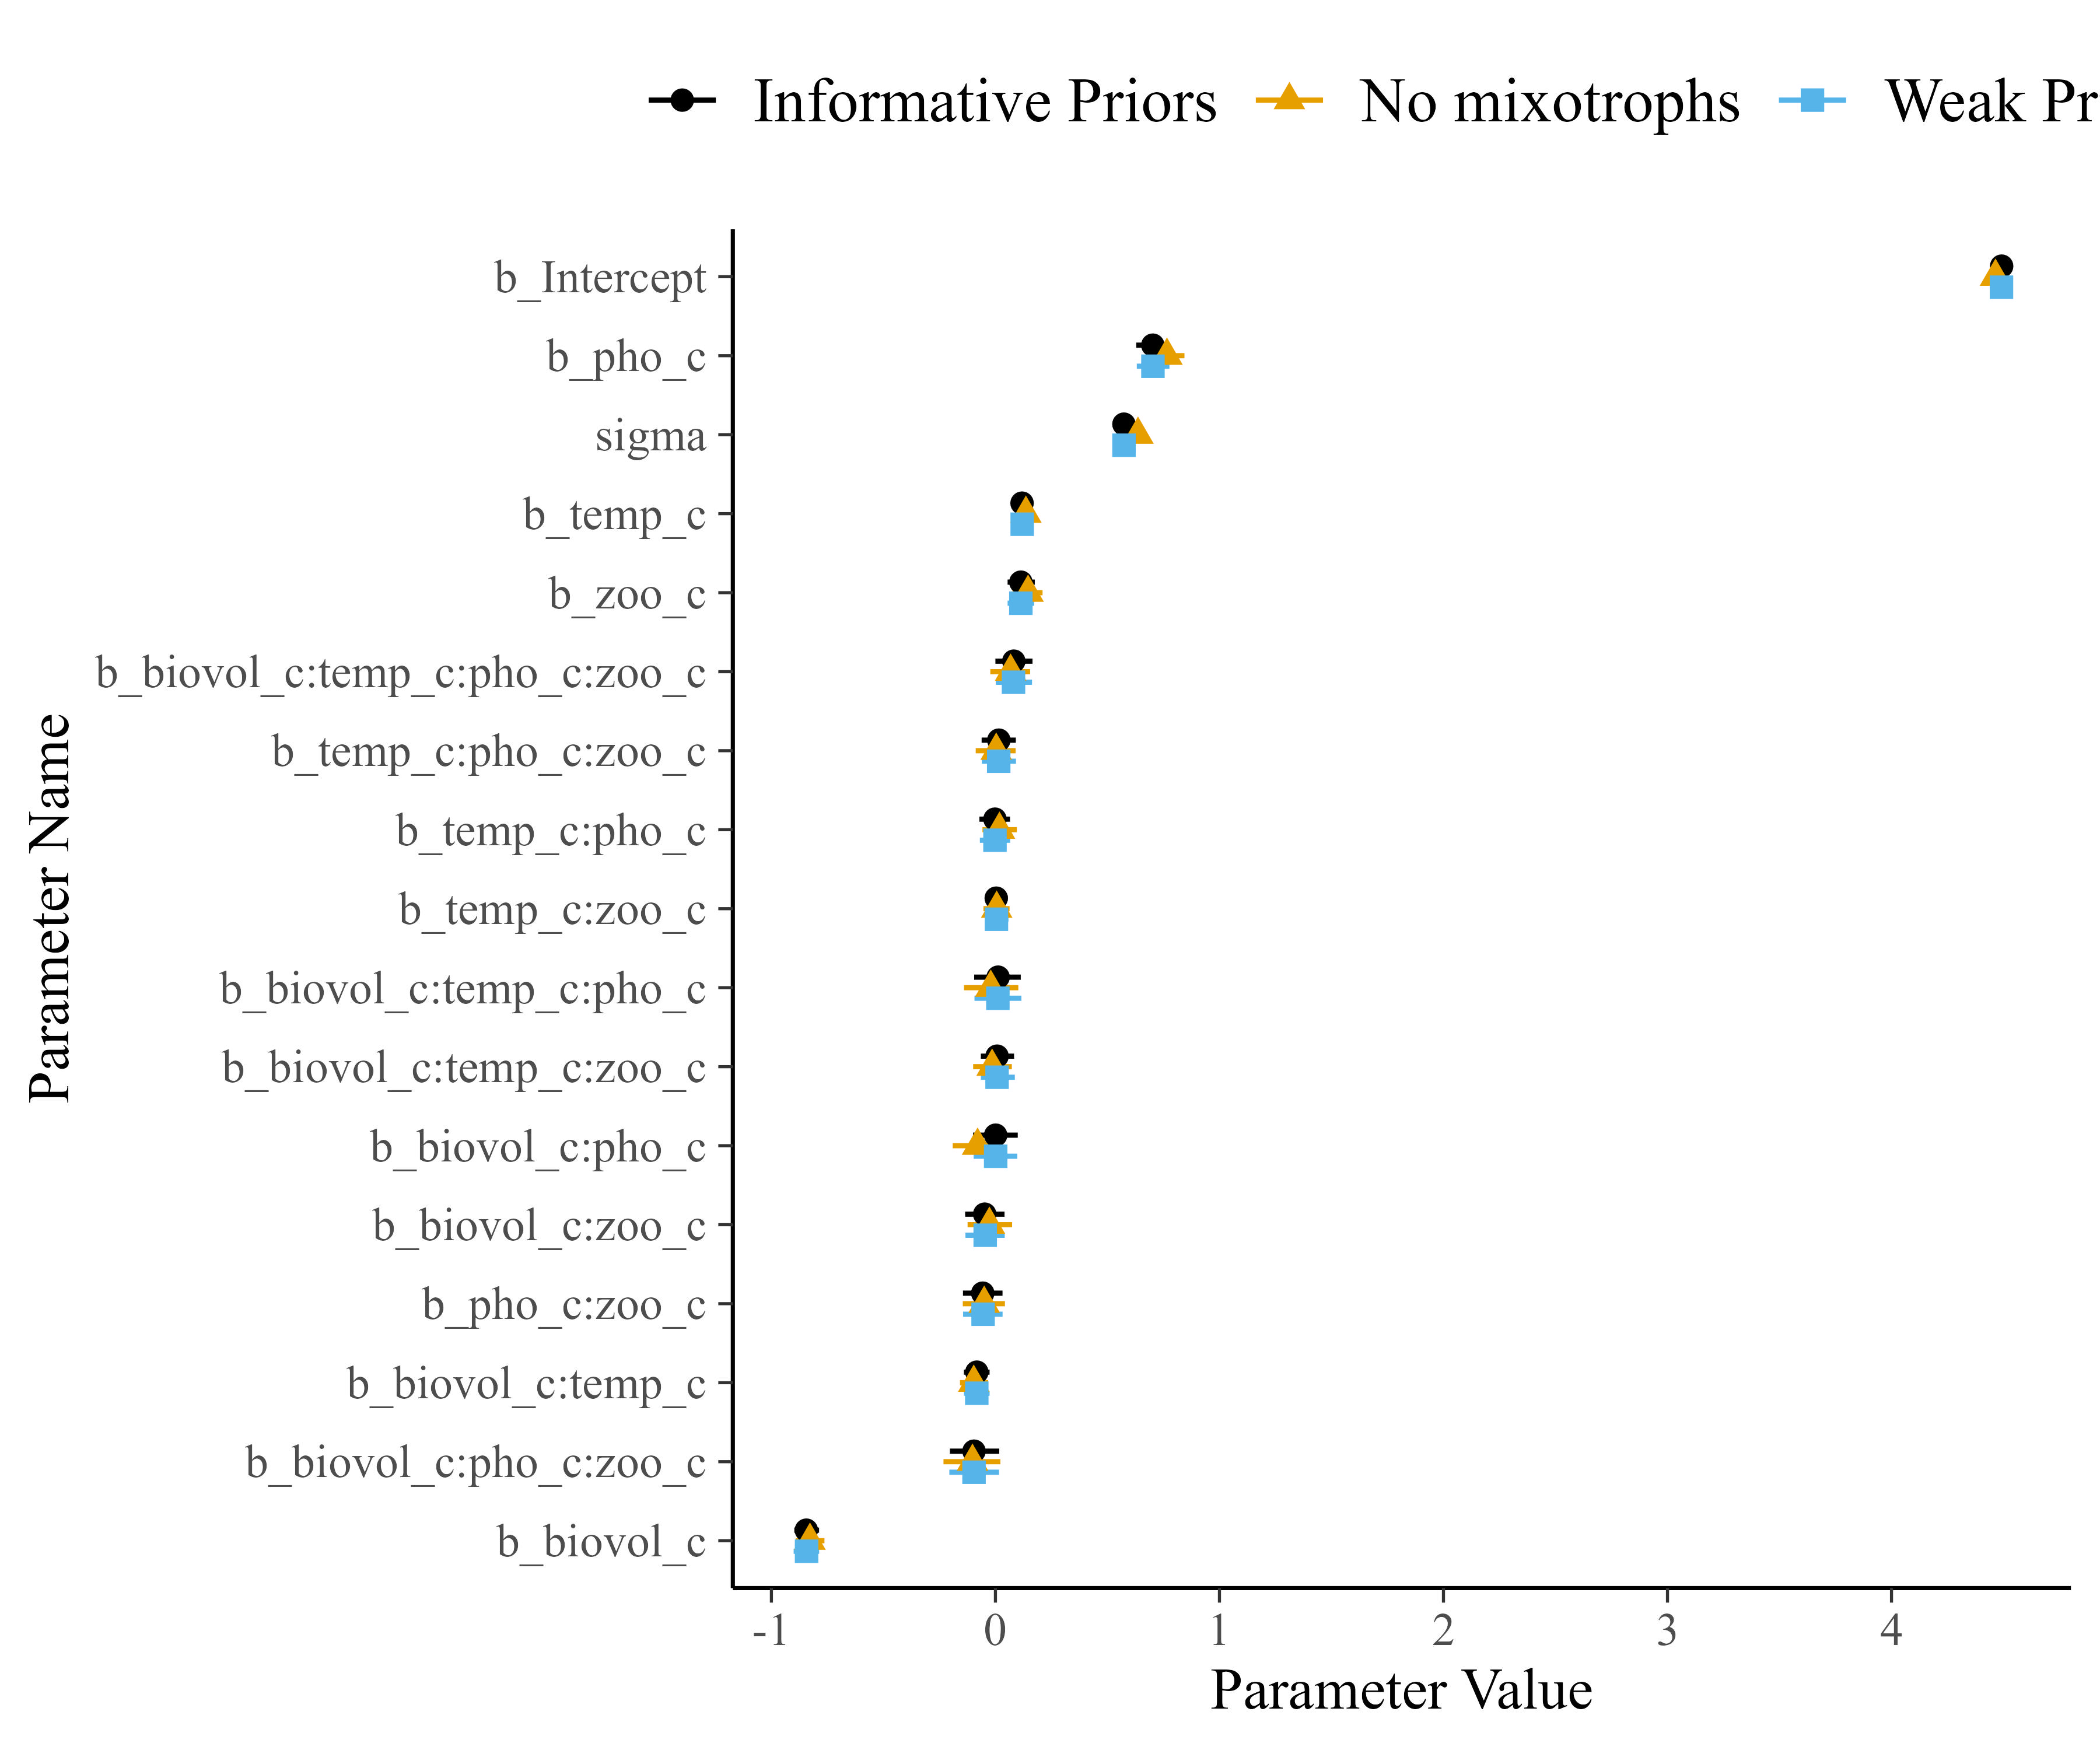 Informative Priors No mixotrophs Weak Pr
b_Intercept
b_pho_c
sigma
b_temp_c
b_zoo_c
b_biovol_c:temp_c:pho_c:zoo_c
b_temp_c:pho_c:zoo_c
b_temp_c:pho_c
b_temp_c:zoo_c
b_biovol_c:temp_c:pho_c
b_biovol_c:temp_c:zoo_c
b_biovol_c:pho_c
b_biovol_c:zoo_c
b_pho_c:zoo_c
b_biovol_c:temp_c
b_biovol_c:pho_c:zoo_c
b_biovol_c
Parameter Name
-1 0 1 2 3 4
Parameter Value